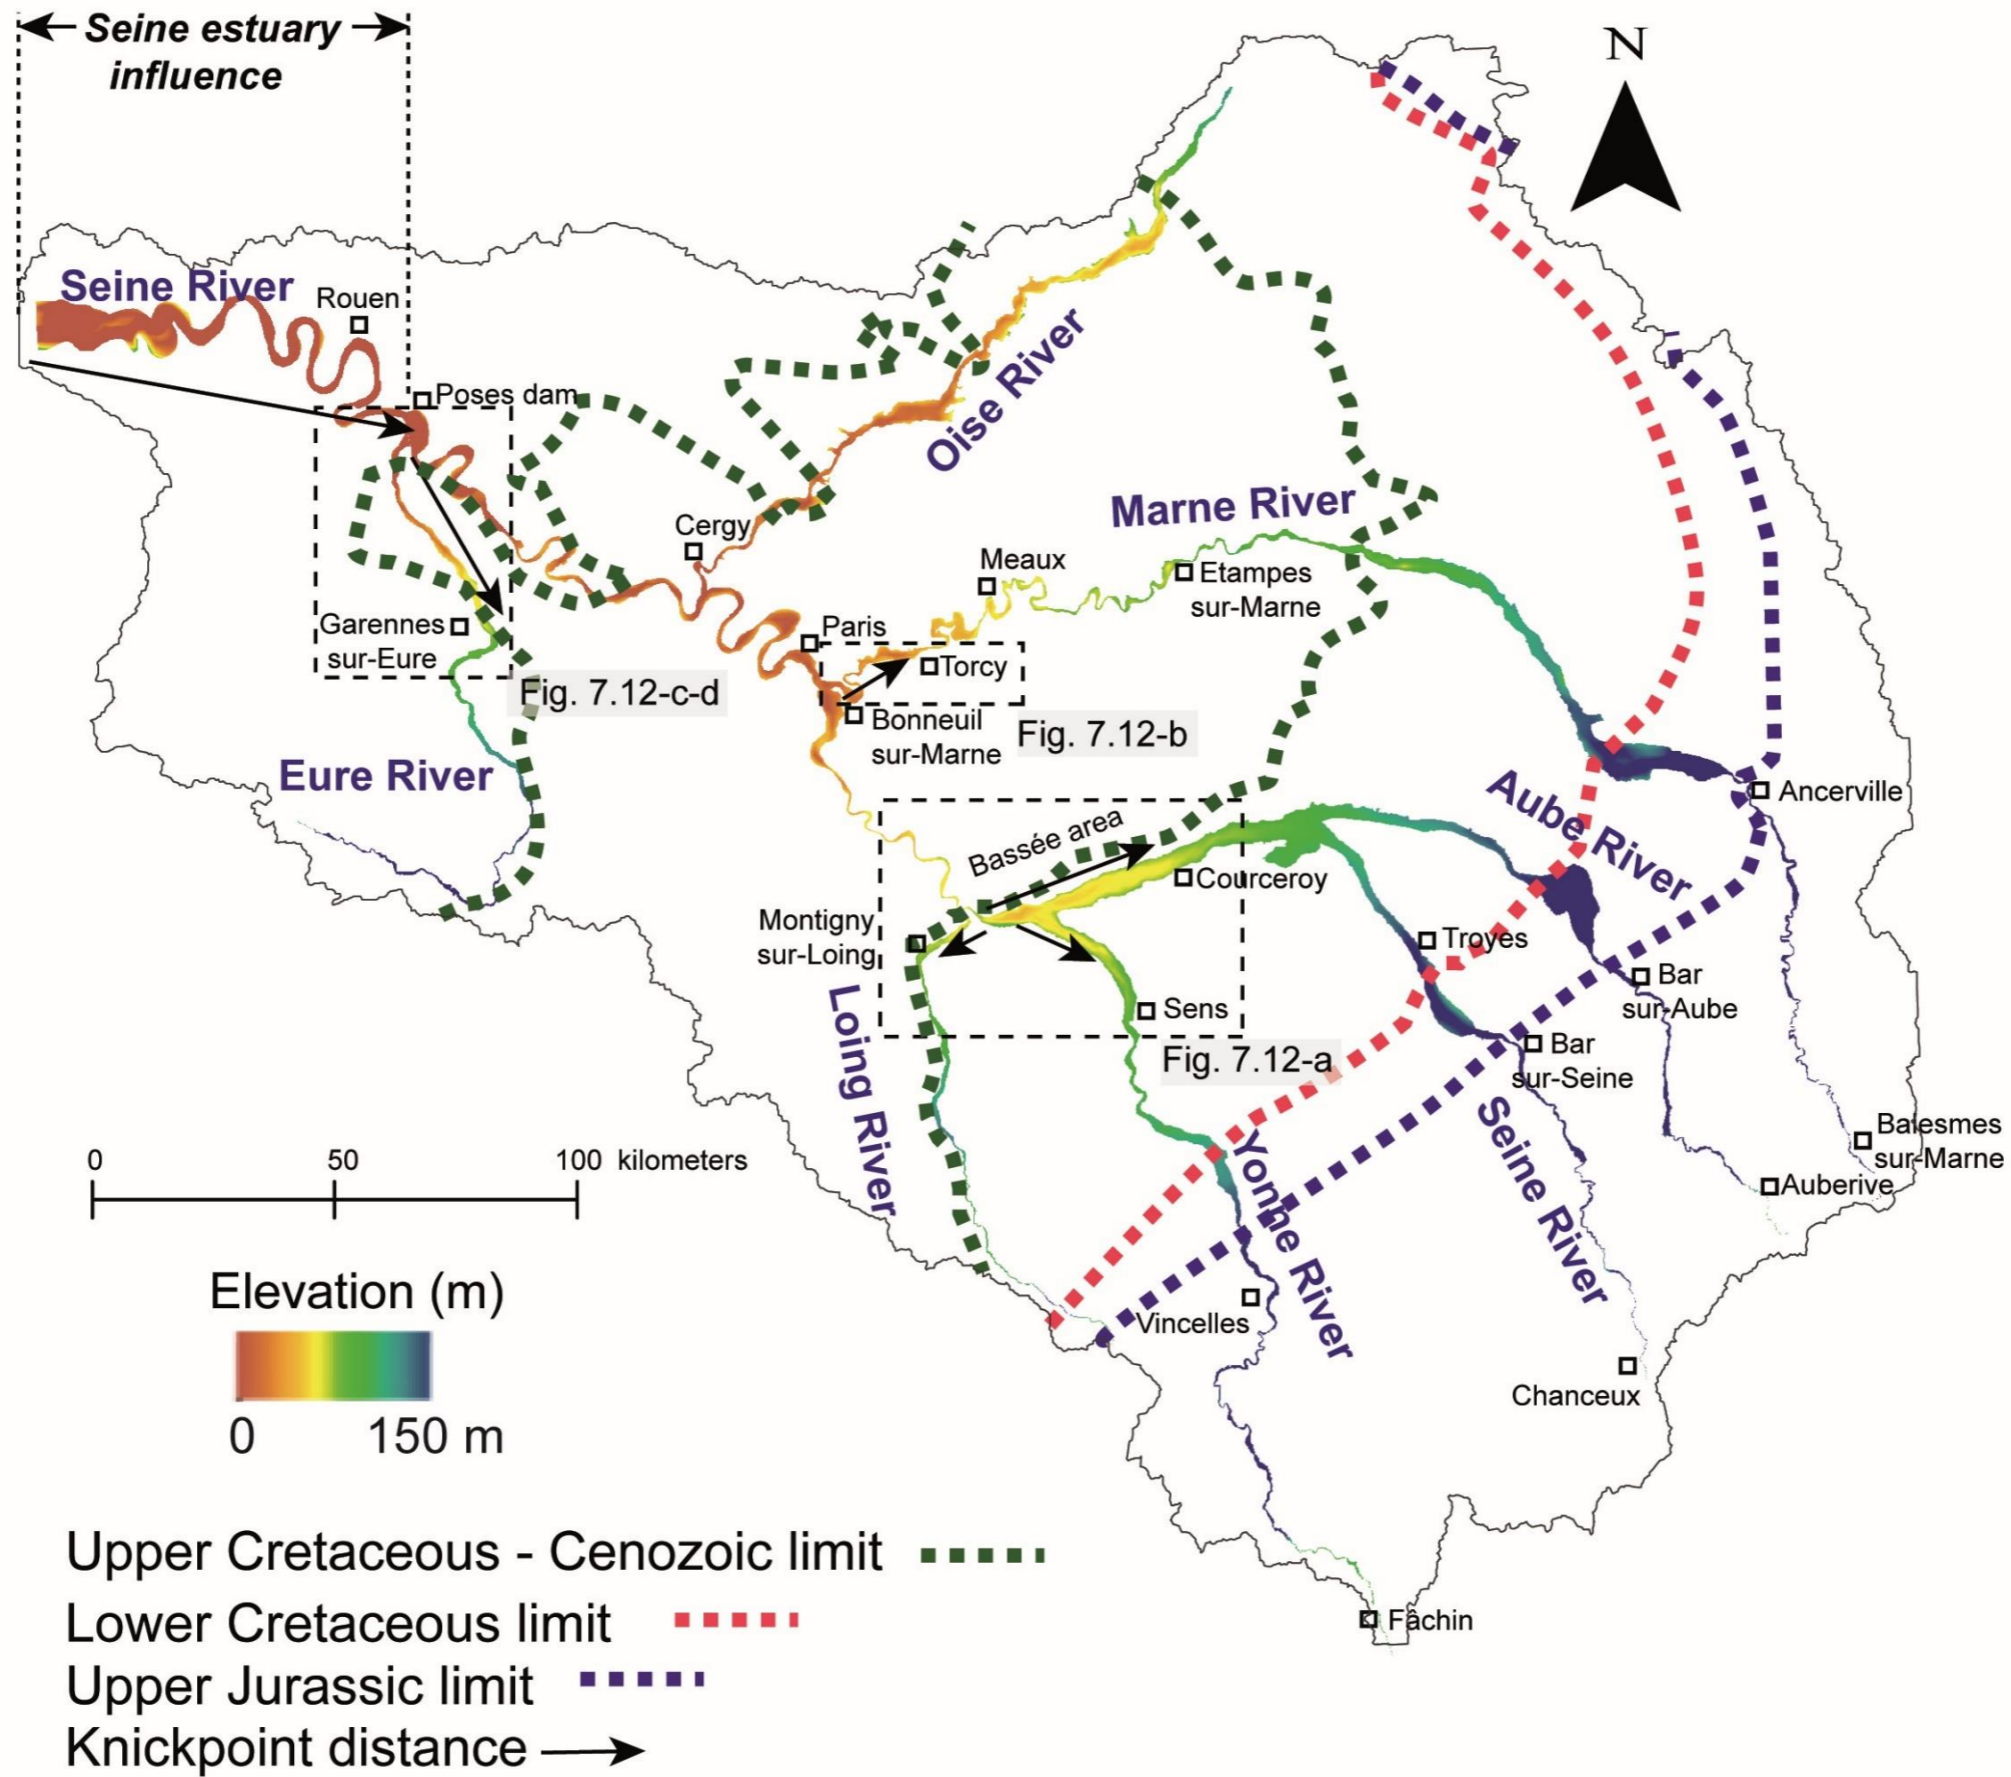 Seine estuary
influence
N
Seine River
Rouen
Poses dam
Oise River
Cergy
Marne River
Meaux
Etampes
sur-Marne
Garennes
sur-Eure
Paris
Torcy
Fig. 7.12-c-d
Bonneuil
sur-Marne
Fig. 7.12-b
Eure River
Aube River
Ancerville
Bassée area
Courceroy
Montigny
sur-Loing
Troyes
Bar
sur-Aube
Loing River
Sens
Fig. 7.12-a
Bar
sur-Seine
Seine River
Balesmes
sur-Marne
Auberive
Yonne River
Vincelles
Chanceux
0 50 100 kilometers
Elevation (m)
0 150 m
Fâchin
Upper Cretaceous - Cenozoic limit
Lower Cretaceous limit
Upper Jurassic limit
Knickpoint distance